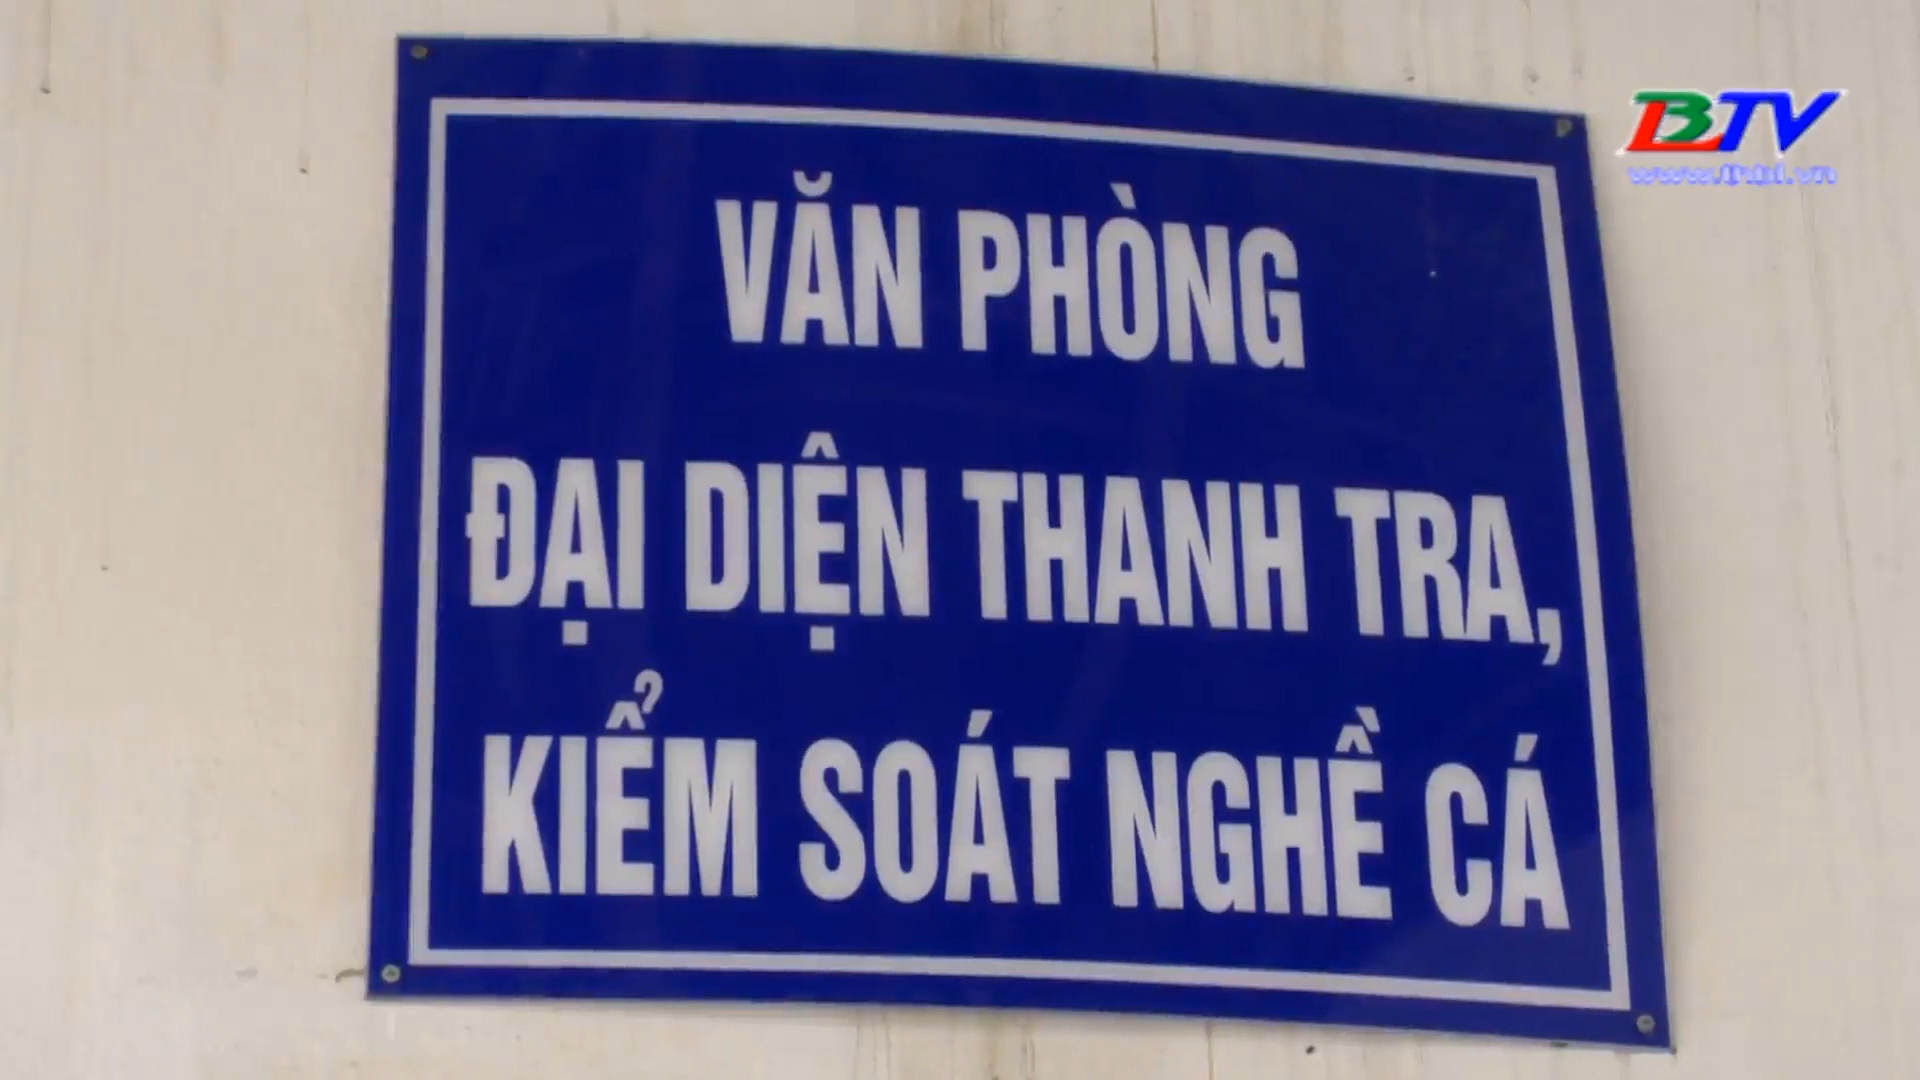 BTV
VĂN PHÒNG
ĐẠI DIỆN THANH TRA,
KIỂM SOÁT NGHỀ CÁ